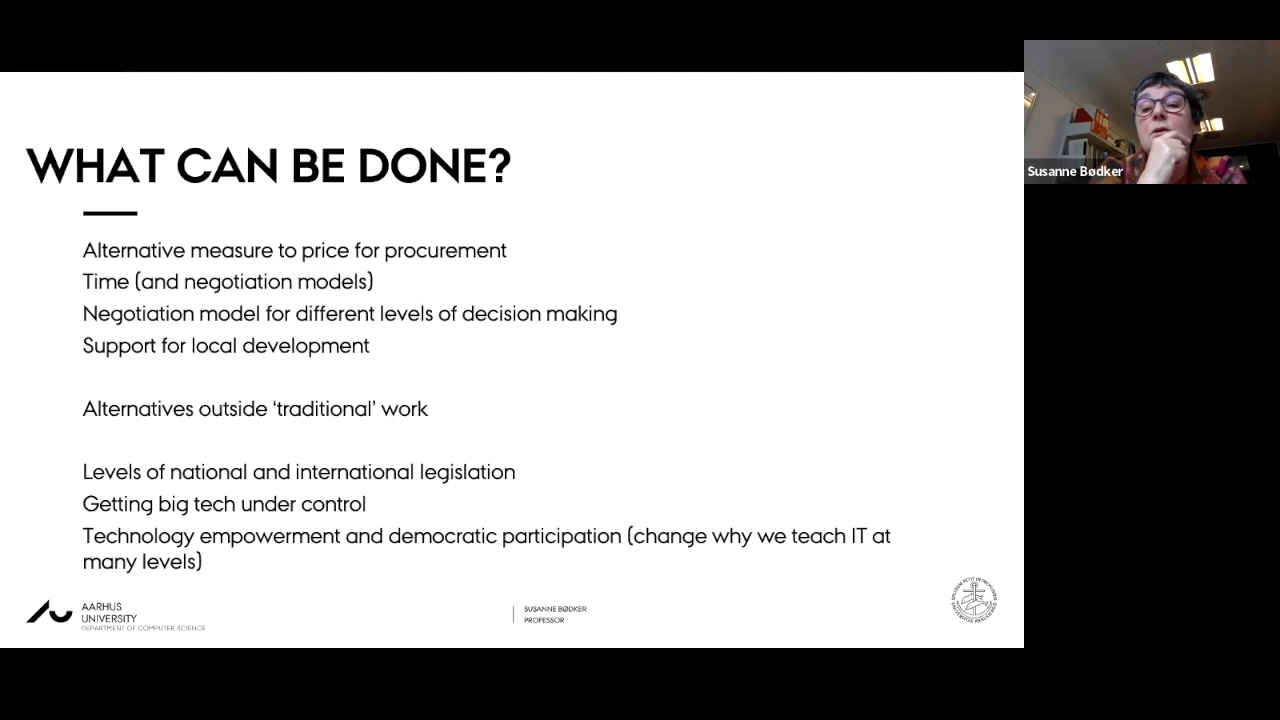 WHAT CAN BE DONE?
Alternative measure to price for procurement
Time (and negotiation models)
Negotiation model for different levels of decision making
Support for local development
Alternatives outside ‘traditional’ work
Levels of national and international legislation
Getting big tech under control
Technology empowerment and democratic participation (change why we teach IT at
many levels)
AARHUS
UNIVERSITY
DEPARTMENT OF COMPUTER SCIENCE
SUSANNE BØDKER
PROFESSOR
Susanne Bødker